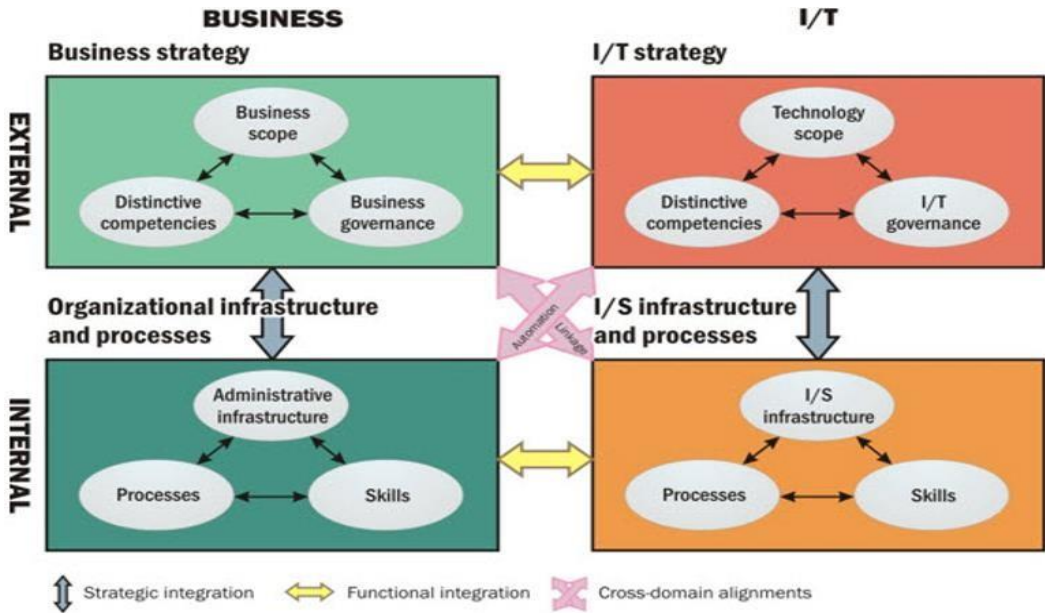 BUSINESS
I/T
Business strategy
I/T strategy
EXTERNAL
Business
scope
Distinctive
competencies
Business
governance
Technology
scope
Distinctive
competencies
I/T
governance
Organizational infrastructure
and processes
Automation
Linkage
I/S infrastructure
and processes
INTERNAL
Administrative
infrastructure
Processes
Skills
I/S
infrastructure
Processes
Skills
Strategic integration
Functional integration
Cross-domain alignments